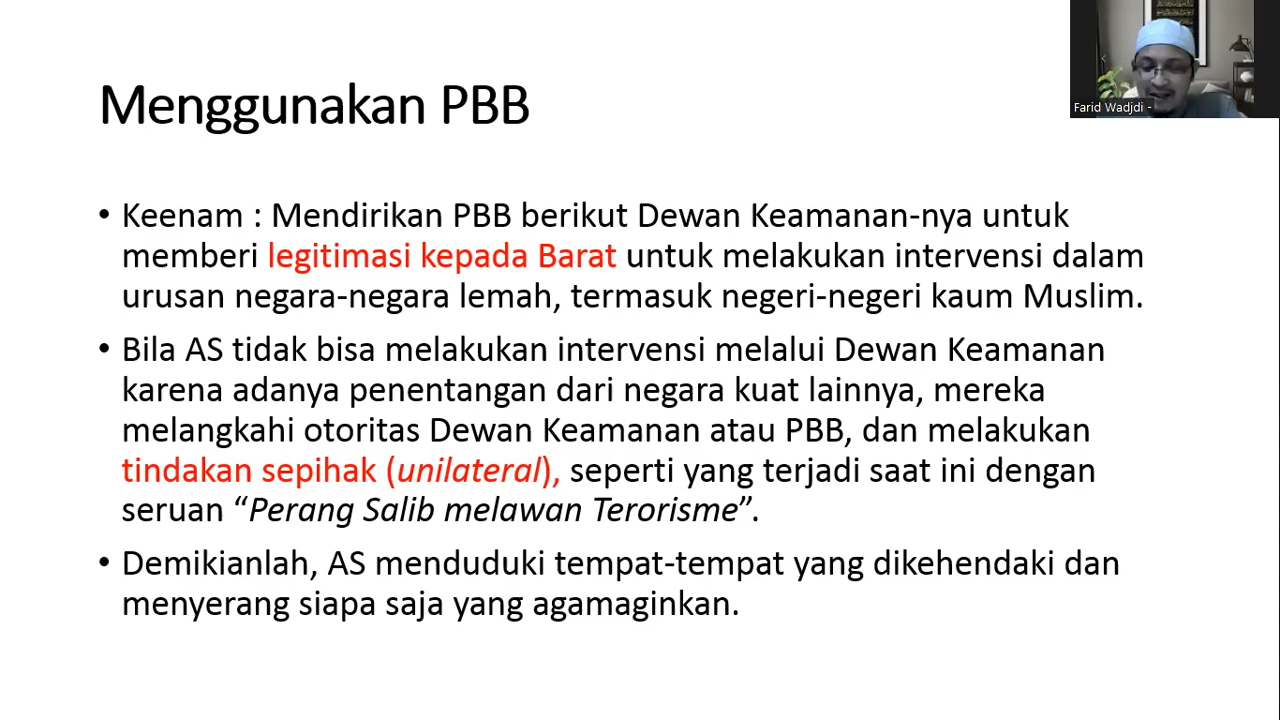 Farid Wadjdi -
Menggunakan PBB
• Keenam : Mendirikan PBB berikut Dewan Keamanan-nya untuk
memberi legitimasi kepada Barat untuk melakukan intervensi dalam
urusan negara-negara lemah, termasuk negeri-negeri kaum Muslim.
• Bila AS tidak bisa melakukan intervensi melalui Dewan Keamanan
karena adanya penentangan dari negara kuat lainnya, mereka
melangkahi otoritas Dewan Keamanan atau PBB, dan melakukan
tindakan sepihak (unilateral), seperti yang terjadi saat ini dengan
seruan “Perang Salib melawan Terorisme”.
• Demikianlah, AS menduduki tempat-tempat yang dikehendaki dan
menyerang siapa saja yang agamaginkan.